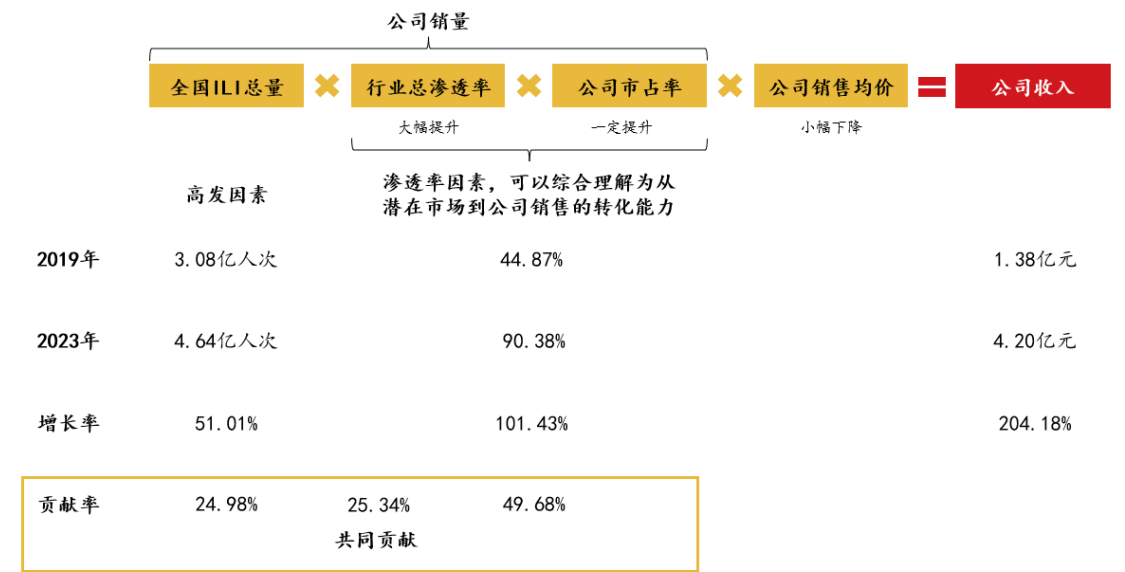 公司销量
全国ILI总量 × 行业总渗透率 × 公司市占率 × 公司销售均价 = 公司收入
大幅提升 一定提升 小幅下降
高发因素
渗透率因素，可以综合理解为从
潜在市场到公司销售的转化能力
2019年 3.08亿人次 44.87% 1.38亿元
2023年 4.64亿人次 90.38% 4.20亿元
增长率 51.01% 101.43% 204.18%
贡献率 24.98% 25.34% 49.68%
共同贡献